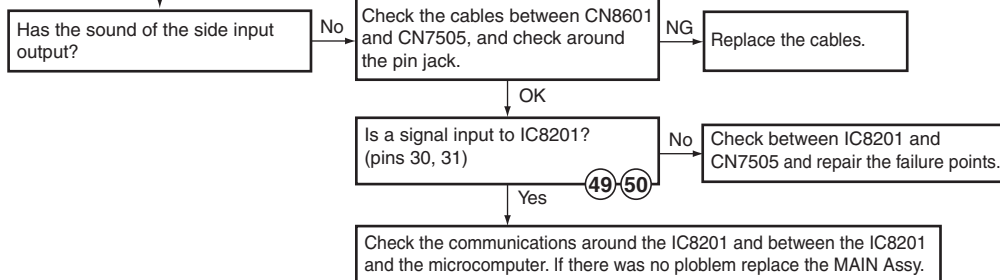 Has the sound of the side input
output?
No
Check the cables between CN8601
and CN7505, and check around
the pin jack.
NG
Replace the cables.
OK
Is a signal input to IC8201?
(pins 30, 31)
49 50
No
Check between IC8201 and
CN7505 and repair the failure points.
Yes
Check the communications around the IC8201 and between the IC8201
and the microcomputer. If there was no ploblem replace the MAIN Assy.